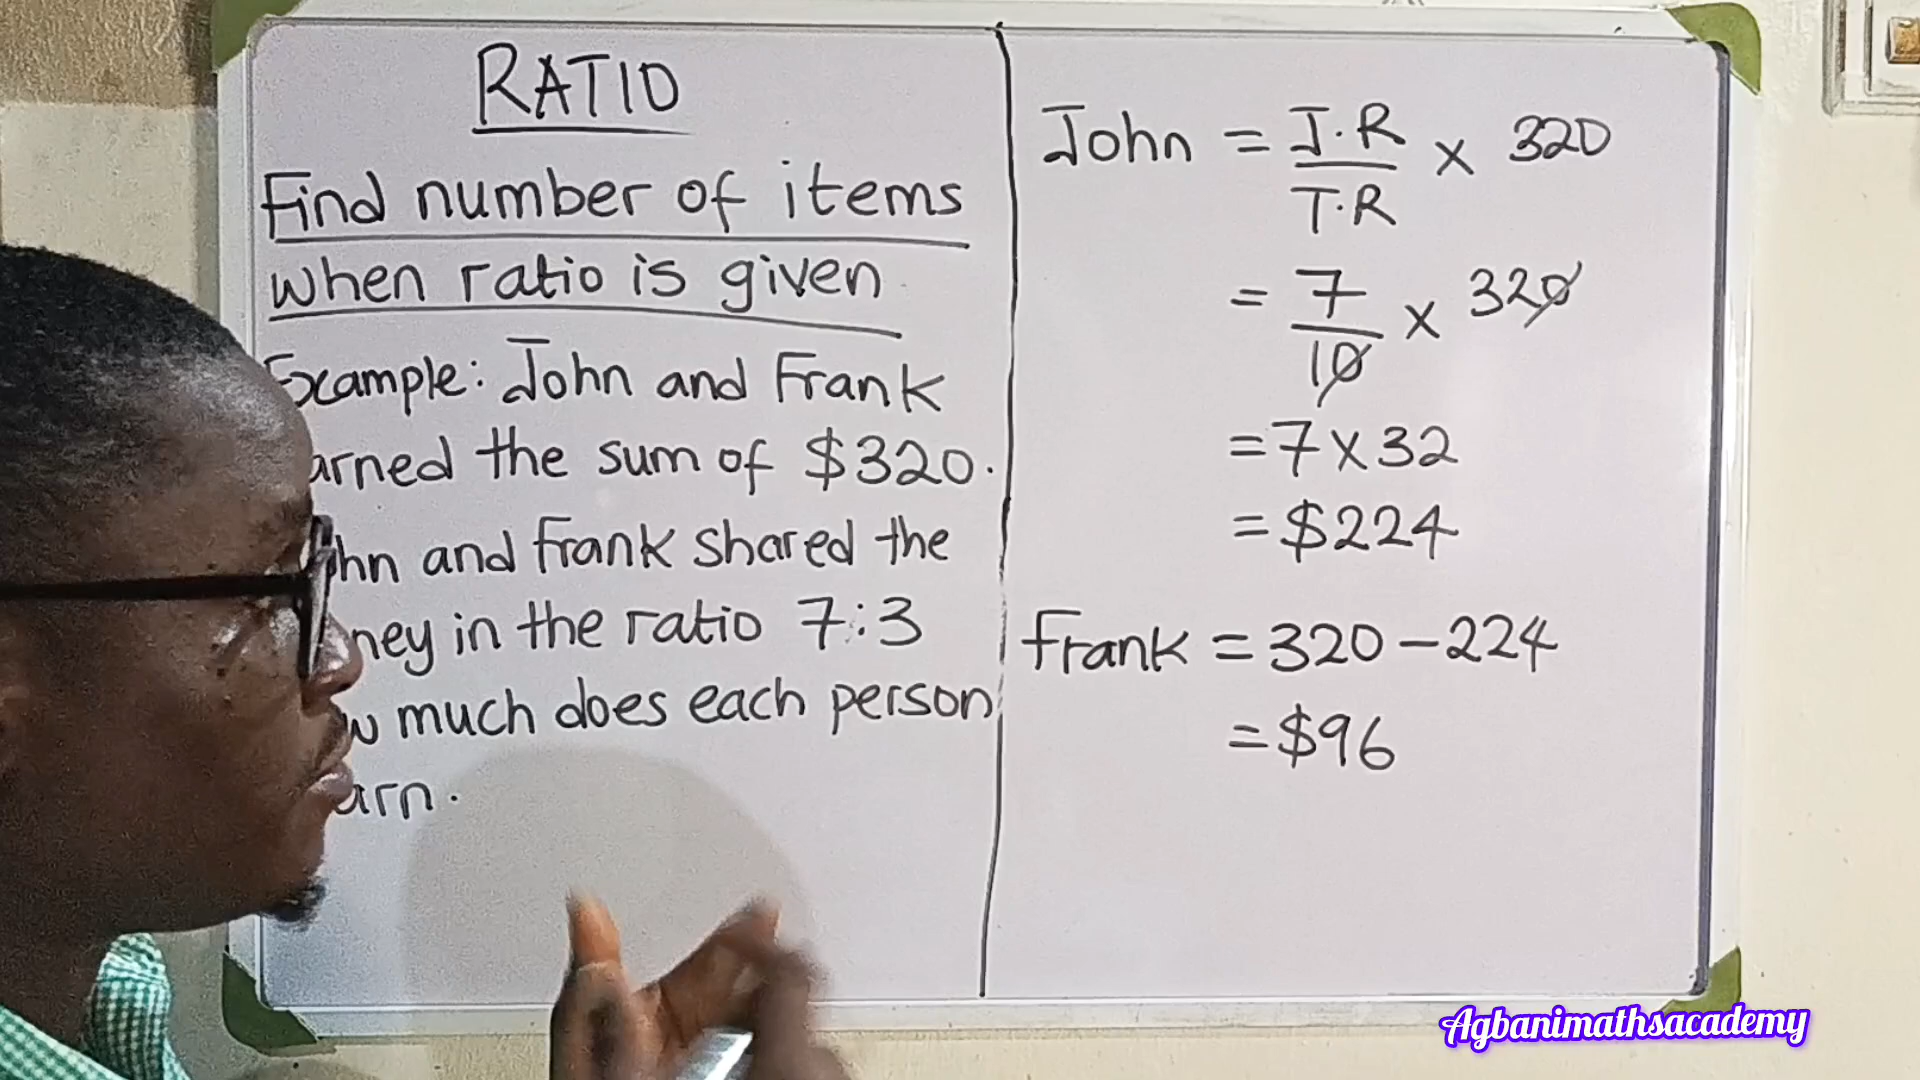 RATIO
Find number of items
when ratio is given
Example: John and Frank
arned the sum of $320.
hn and Frank shared the
ney in the ratio 7:3
w much does each person
arn.
John = J.R/T.R × 320
= 7/10 × 320
= 7 × 32
= $224
Frank = 320 - 224
= $96
Agbanimathsacademy